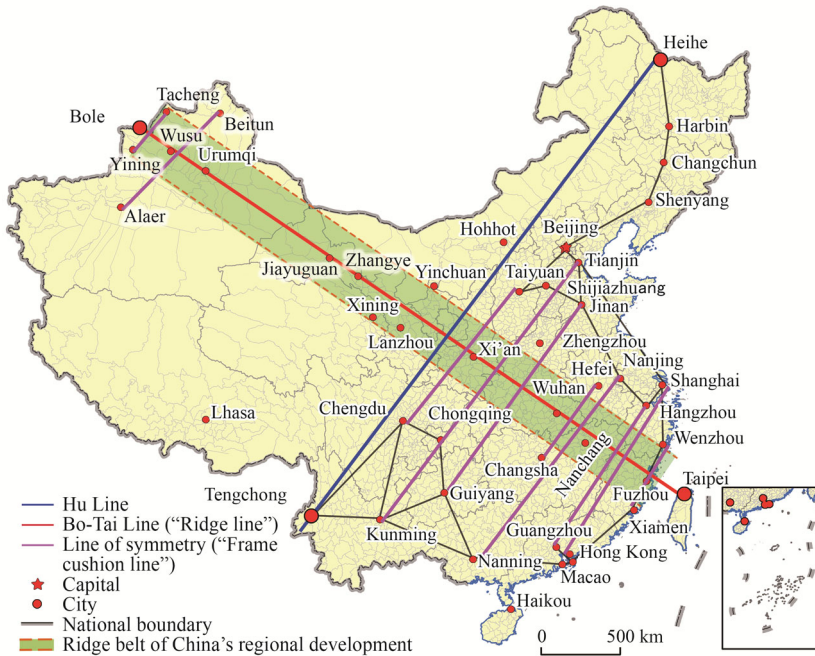 Heihe
Tacheng
Bole
Beitun
Wusu
Harbin
Yining
Urumqi
Changchun
Alaer
Shenyang
Hohhot
Beijing
Tianjin
Jiayuguan
Zhangye
Yinchuan
Taiyuan
Shijiazhuang
Jinan
Xining
Lanzhou
Zhengzhou
Xi'an
Hefei
Nanjing
Shanghai
Wuhan
Lhasa
Chengdu
Chongqing
Hangzhou
Wenzhou
Changsha
Nanchang
Taipei
Tengchong
Guiyang
Fuzhou
Kunming
Guangzhou
Xiamen
Nanning
Hong Kong
Macao
Haikou
Hu Line
Bo-Tai Line (“Ridge line”)
Line of symmetry (“Frame
cushion line”)
Capital
City
National boundary
Ridge belt of China's regional development
0 500 km